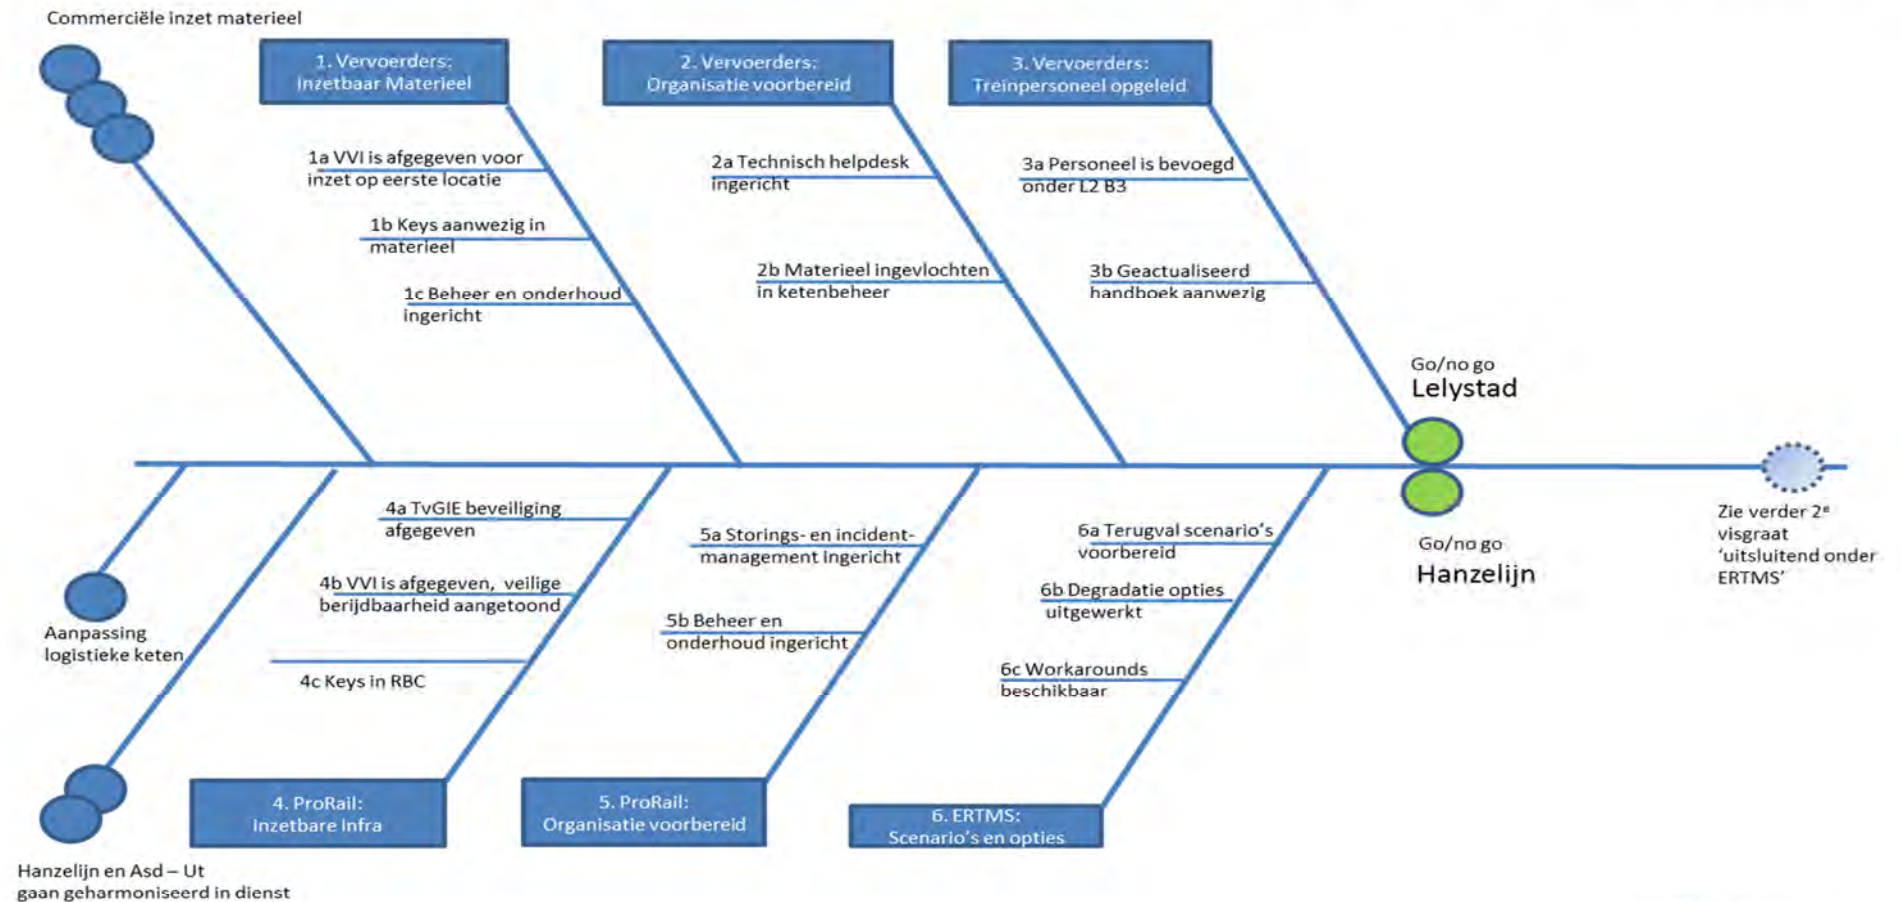 Commerciële inzet materieel
1. Vervoerders:
Inzetbaar Materieel
2. Vervoerders:
Organisatie voorbereid
3. Vervoerders:
Treinpersoneel opgeleid
1a VVI is afgegeven voor
inzet op eerste locatie
1b Keys aanwezig in
materieel
1c Beheer en onderhoud
ingericht
2a Technisch helpdesk
ingericht
2b Materieel ingevlochten
in ketenbeheer
3a Personeel is bevoegd
onder L2 B3
3b Geactualiseerd
handboek aanwezig
Go/no go
Lelystad
Go/no go
Hanzelijn
Zie verder 2e
visgraat
‘uitsluitend onder
ERTMS’
4a TvGIE beveiliging
afgegeven
4b VVI is afgegeven, veilige
berijdbaarheid aangetoond
4c Keys in RBC
5a Storings- en incident-
management ingericht
5b Beheer en
onderhoud ingericht
6a Terugval scenario’s
voorbereid
6b Degradatie opties
uitgewerkt
6c Workarounds
beschikbaar
Aanpassing
logistieke keten
4. ProRail:
Inzetbare Infra
5. ProRail:
Organisatie voorbereid
6. ERTMS:
Scenario’s en opties
Hanzelijn en Asd – Ut
gaan geharmoniseerd in dienst